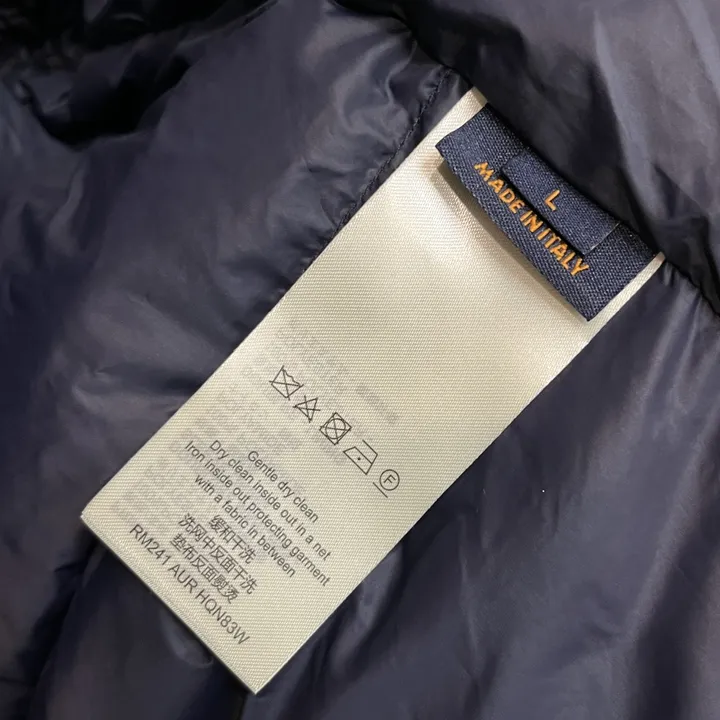 L
MADE IN ITALY
F
Gentle dry clean
Dry clean inside out in a net.
Iron inside out protecting garment
with a fabric in between
缓和干洗
洗网中反面干洗
垫布反面熨烫
RM241 AUR HQN83W